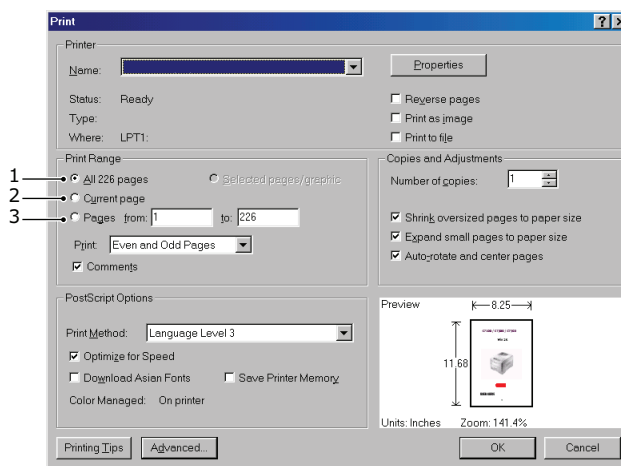 Print
Printer
Name:
Properties
Status: Ready
Type:
Where: LPT1:
Reverse pages
Print as image
Print to file
Print Range
1 All 226 pages Selected pages/graphic
2 Current page
3 Pages from: 1 to: 226
Print: Even and Odd Pages
Comments
Copies and Adjustments
Number of copies: 1
Shrink oversized pages to paper size
Expand small pages to paper size
Auto-rotate and center pages
PostScript Options
Print Method: Language Level 3
Optimize for Speed
Download Asian Fonts Save Printer Memory
Color Managed: On printer
Preview
8.25
11.68
Units: Inches Zoom: 141.4%
Printing Tips Advanced... OK Cancel